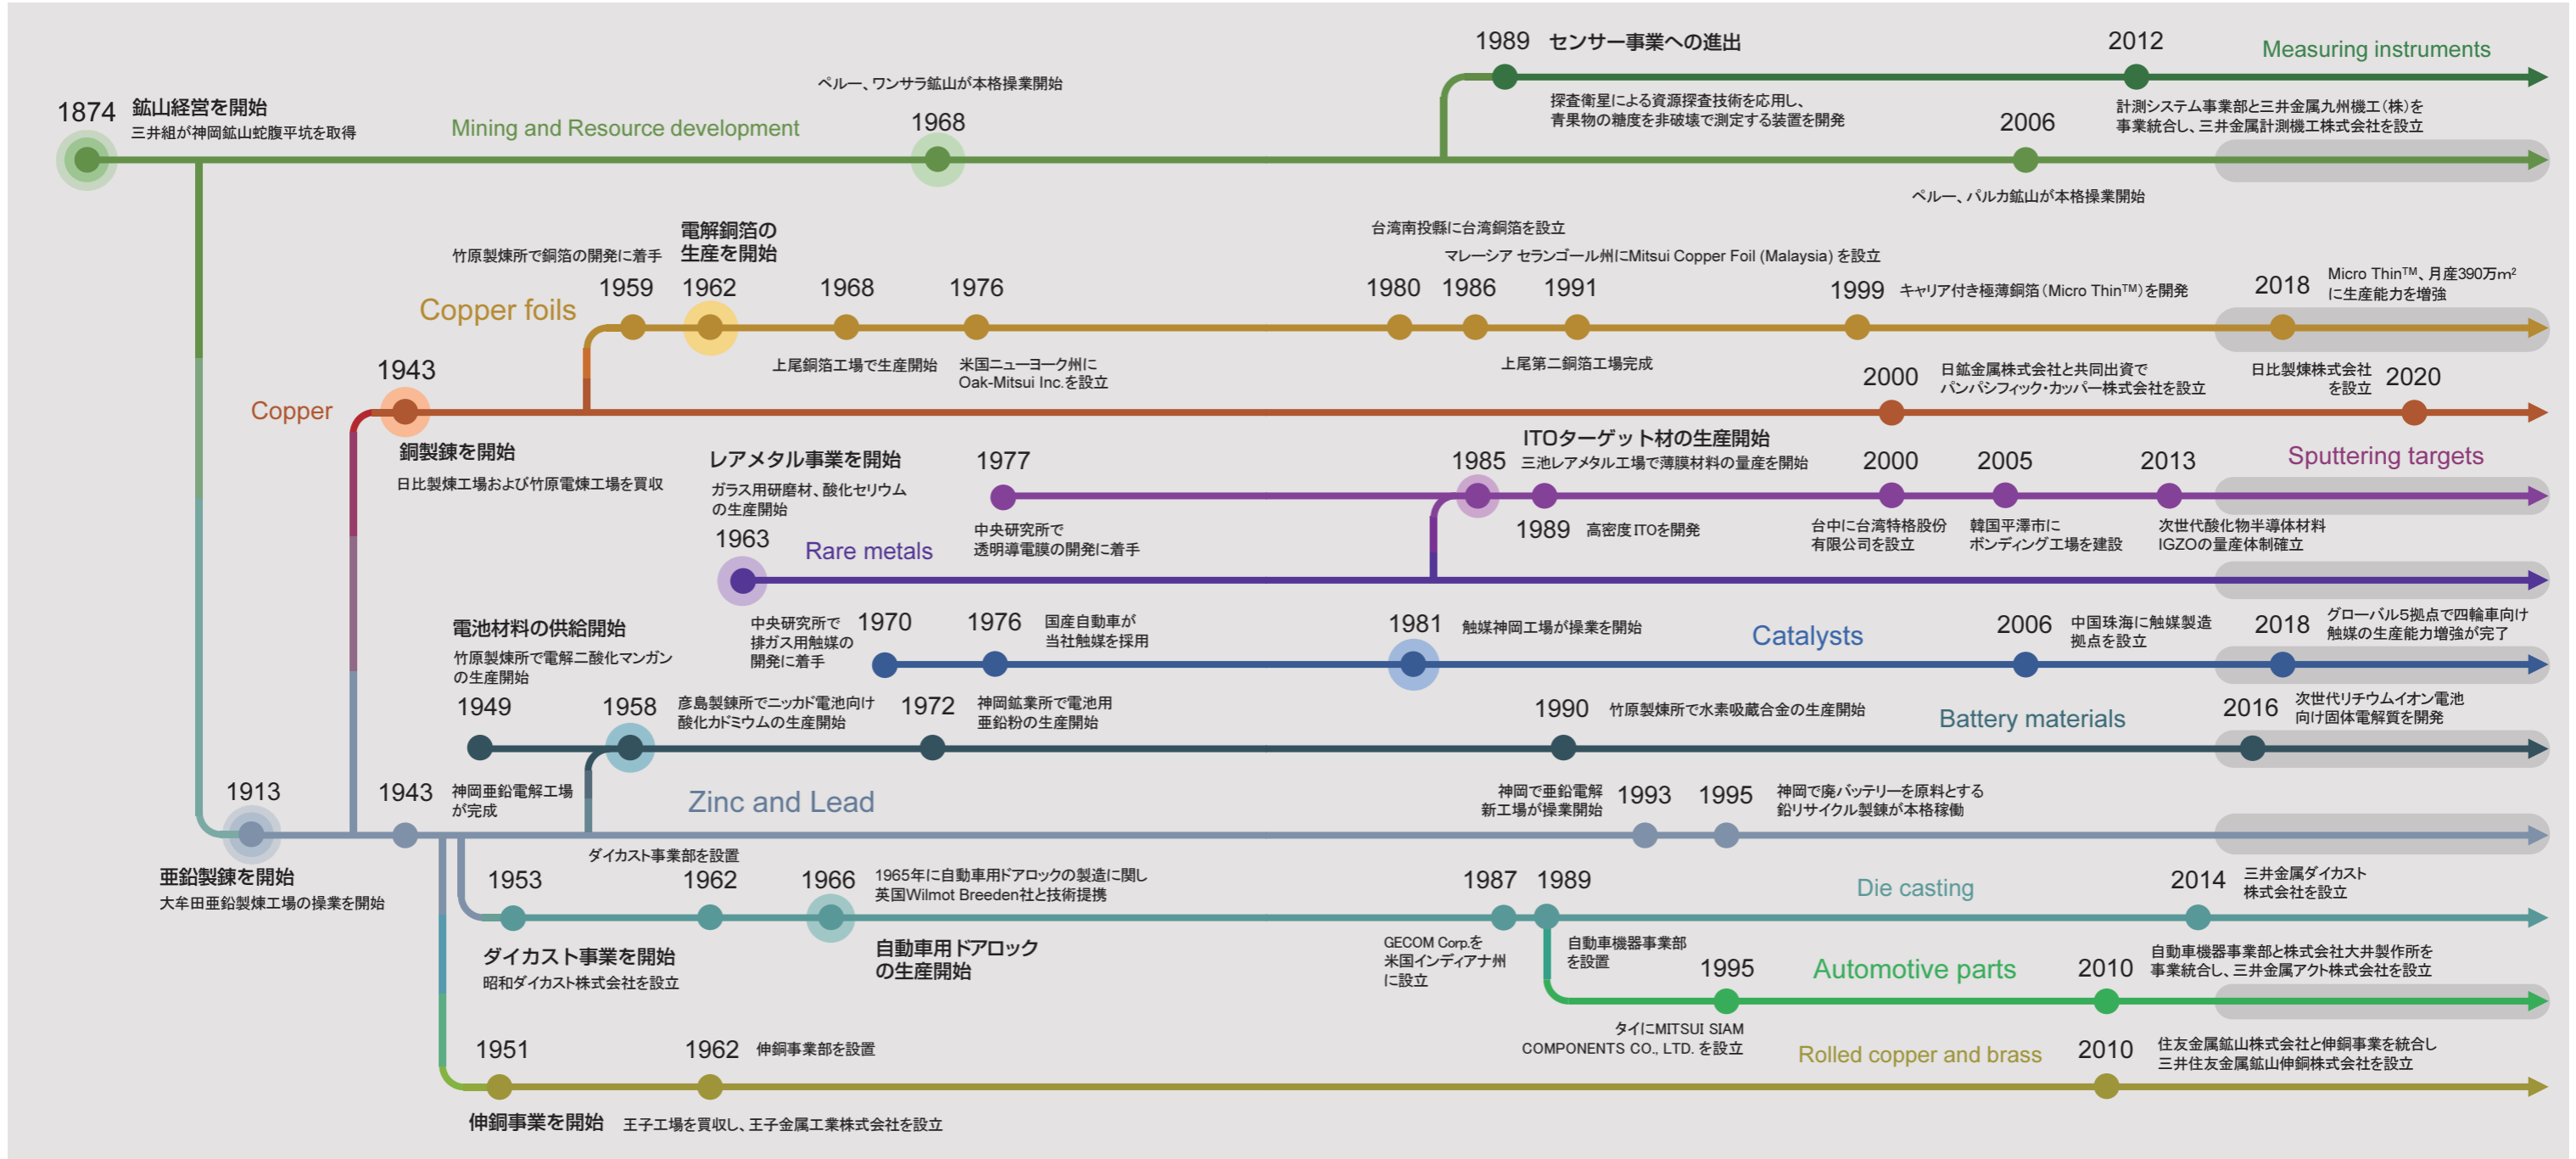 1989 センサー事業への進出
2012
Measuring instruments
探査衛星による資源探査技術を応用し、
青果物の糖度を非破壊で測定する装置を開発
計測システム事業部と三井金属九州機工(株)を
事業統合し、三井金属計測機工株式会社を設立
1874 鉱山経営を開始
三井組が神岡鉱山蛇腹平坑を取得
Mining and Resource development
ペルー、ワンサラ鉱山が本格操業開始
1968
2006
ペルー、パルカ鉱山が本格操業開始
Copper foils
竹原製煉所で銅箔の開発に着手
1959
電解銅箔の
生産を開始
1962
1968
上尾銅箔工場で生産開始
1976
米国ニューヨーク州に
Oak-Mitsui Inc.を設立
台湾南投縣に台湾銅箔を設立
1980
マレーシア セランゴール州にMitsui Copper Foil (Malaysia) を設立
1986
1991
上尾第二銅箔工場完成
1999 キャリア付き極薄銅箔(Micro Thin™)を開発
2018
Micro Thin™、月産390万m²
に生産能力を増強
Copper
1943
銅製錬を開始
日比製煉工場および竹原電煉工場を買収
2000
日鉱金属株式会社と共同出資で
パンパシフィック・カッパー株式会社を設立
日比製煉株式会社
を設立
2020
1977
中央研究所で
透明導電膜の開発に着手
1985
ITOターゲット材の生産開始
三池レアメタル工場で薄膜材料の量産を開始
1989 高密度ITOを開発
2000
台中に台湾特格股份
有限公司を設立
2005
韓国平澤市に
ボンディング工場を建設
2013
次世代酸化物半導体材料
IGZOの量産体制確立
Sputtering targets
レアメタル事業を開始
ガラス用研磨材、酸化セリウム
の生産開始
1963
Rare metals
中央研究所で
排ガス用触媒の
開発に着手
1970
1976
国産自動車が
当社触媒を採用
1981
触媒神岡工場が操業を開始
Catalysts
2006
中国珠海に触媒製造
拠点を設立
2018
グローバル5拠点で四輪車向け
触媒の生産能力増強が完了
電池材料の供給開始
竹原製煉所で電解二酸化マンガン
の生産開始
1949
1958
彦島製錬所でニッカド電池向け
酸化カドミウムの生産開始
1972
神岡鉱業所で電池用
亜鉛粉の生産開始
1990 竹原製煉所で水素吸蔵合金の生産開始
Battery materials
2016
次世代リチウムイオン電池
向け固体電解質を開発
1913
亜鉛製錬を開始
大牟田亜鉛製煉工場の操業を開始
1943
神岡亜鉛電解工場
が完成
Zinc and Lead
神岡で亜鉛電解
新工場が操業開始
1993
1995
神岡で廃バッテリーを原料とする
鉛リサイクル製錬が本格稼働
1953
ダイカスト事業を開始
昭和ダイカスト株式会社を設立
ダイカスト事業部を設置
1962
1966
1965年に自動車用ドアロックの製造に関し
英国Wilmot Breeden社と技術提携
自動車用ドアロック
の生産開始
1987
GECOM Corp.を
米国インディアナ州
に設立
1989
自動車機器事業部
を設置
Die casting
2014
三井金属ダイカスト
株式会社を設立
1995
タイにMITSUI SIAM
COMPONENTS CO., LTD. を設立
Automotive parts
2010
自動車機器事業部と株式会社大井製作所を
事業統合し、三井金属アクト株式会社を設立
1951
伸銅事業を開始
1962 伸銅事業部を設置
王子工場を買収し、王子金属工業株式会社を設立
Rolled copper and brass
2010
住友金属鉱山株式会社と伸銅事業を統合し
三井住友金属鉱山伸銅株式会社を設立